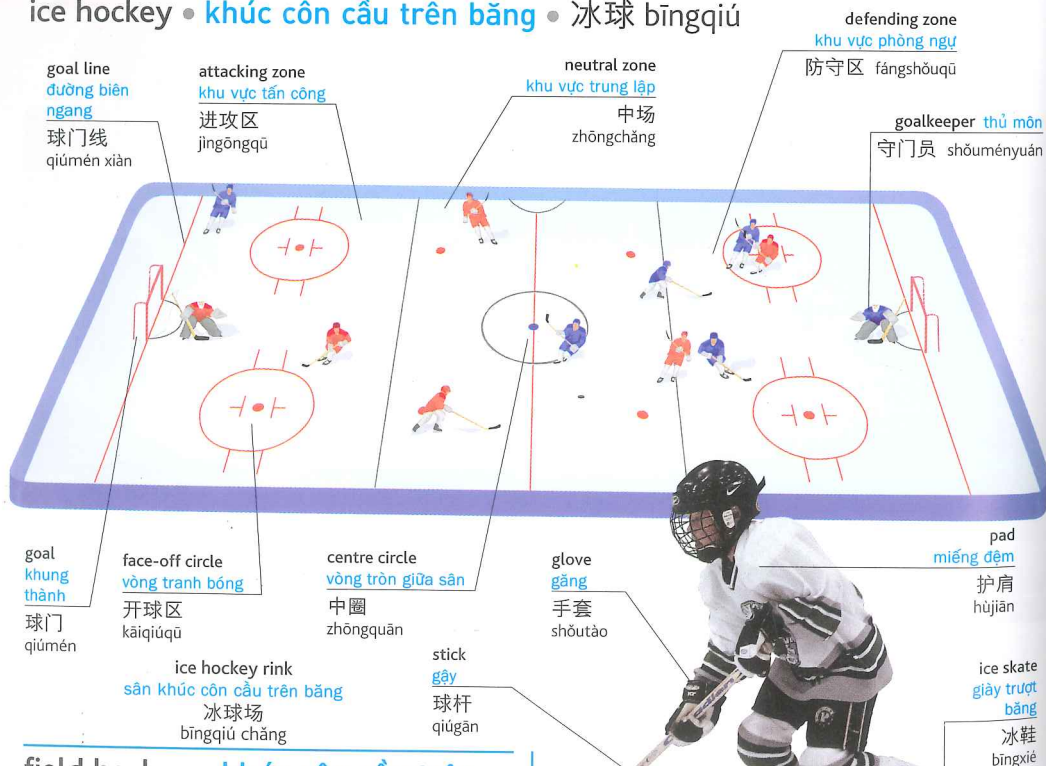 ice hockey • khúc côn cầu trên băng • 冰球 bīngqiú
goal line
đường biên
ngang
球门线
qiúmén xiàn
attacking zone
khu vực tấn công
进攻区
jìngōngqū
neutral zone
khu vực trung lập
中场
zhōngchǎng
defending zone
khu vực phòng ngự
防守区 fángshǒuqū
goalkeeper thủ môn
守门员 shǒuményuán
goal
khung
thành
球门
qiúmén
face-off circle
vòng tranh bóng
开球区
kāiqiúqū
centre circle
vòng tròn giữa sân
中圈
zhōngquān
glove
găng
手套
shǒutào
pad
miếng đệm
护肩
hùjiān
ice hockey rink
sân khúc côn cầu trên băng
冰球场
bīngqiú chǎng
stick
gậy
球杆
qiúgān
ice skate
giày trượt
băng
冰鞋
bīngxié